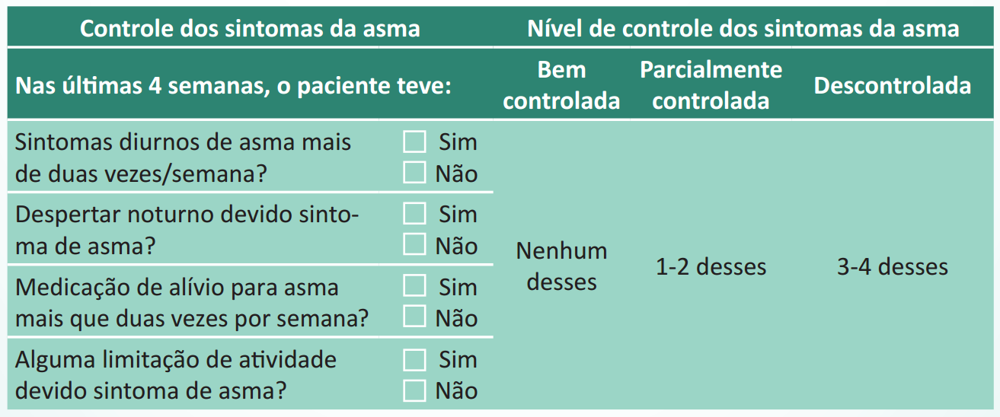 Controle dos sintomas da asma
Nível de controle dos sintomas da asma
Nas últimas 4 semanas, o paciente teve:
Bem
controlada
Parcialmente
controlada
Descontrolada
Sintomas diurnos de asma mais
de duas vezes/semana?
Sim
Não
Despertar noturno devido sinto-
ma de asma?
Sim
Não
Medicação de alívio para asma
mais que duas vezes por semana?
Sim
Não
Alguma limitação de atividade
devido sintoma de asma?
Sim
Não
Nenhum
desses
1-2 desses
3-4 desses